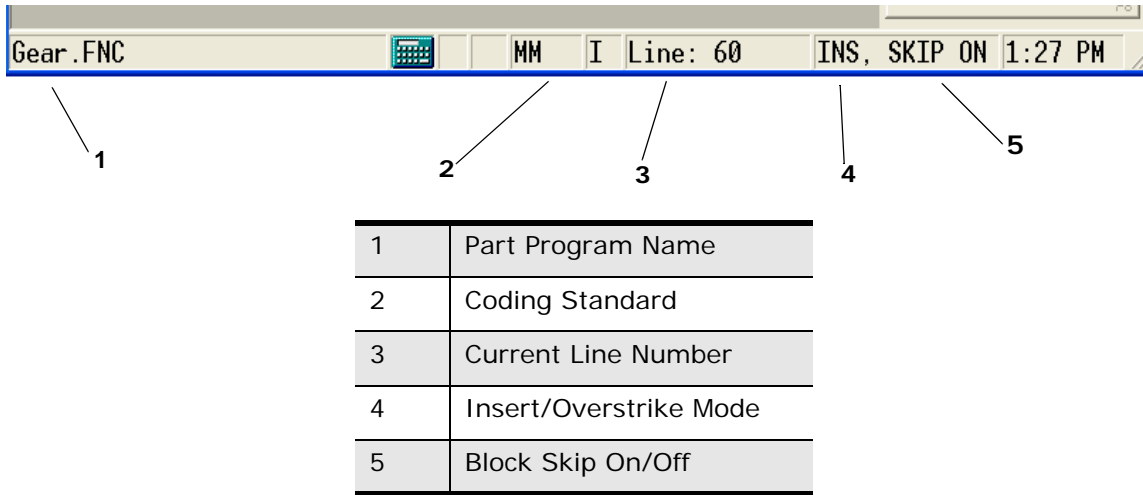 Gear.FNC MM I Line: 60 INS, SKIP ON 1:27 PM
1 2 3 4 5
1 Part Program Name
2 Coding Standard
3 Current Line Number
4 Insert/Overstrike Mode
5 Block Skip On/Off